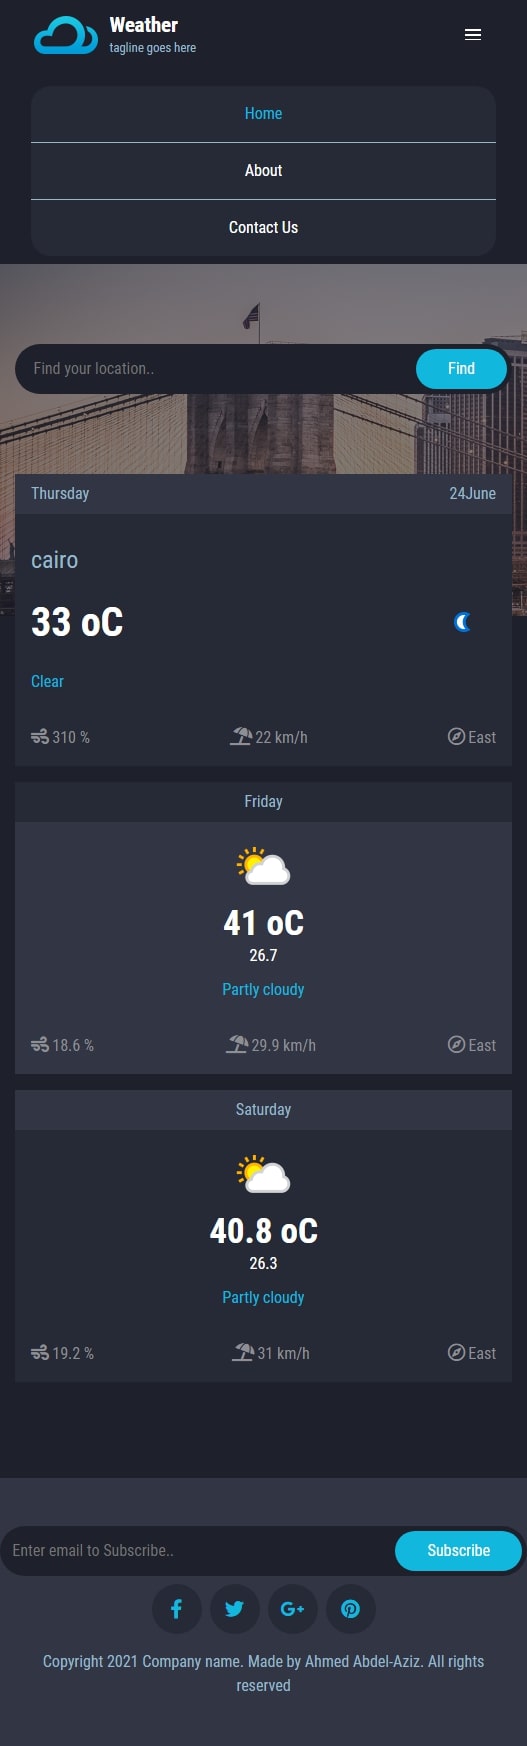 Weather
tagline goes here
Home
About
Contact Us
Find your location..
Find
Thursday
24June
cairo
33 oC
Clear
310 %
22 km/h
East
Friday
41 oC
26.7
Partly cloudy
18.6 %
29.9 km/h
East
Saturday
40.8 oC
26.3
Partly cloudy
19.2 %
31 km/h
East
Enter email to Subscribe..
Subscribe
Copyright 2021 Company name. Made by Ahmed Abdel-Aziz. All rights
reserved